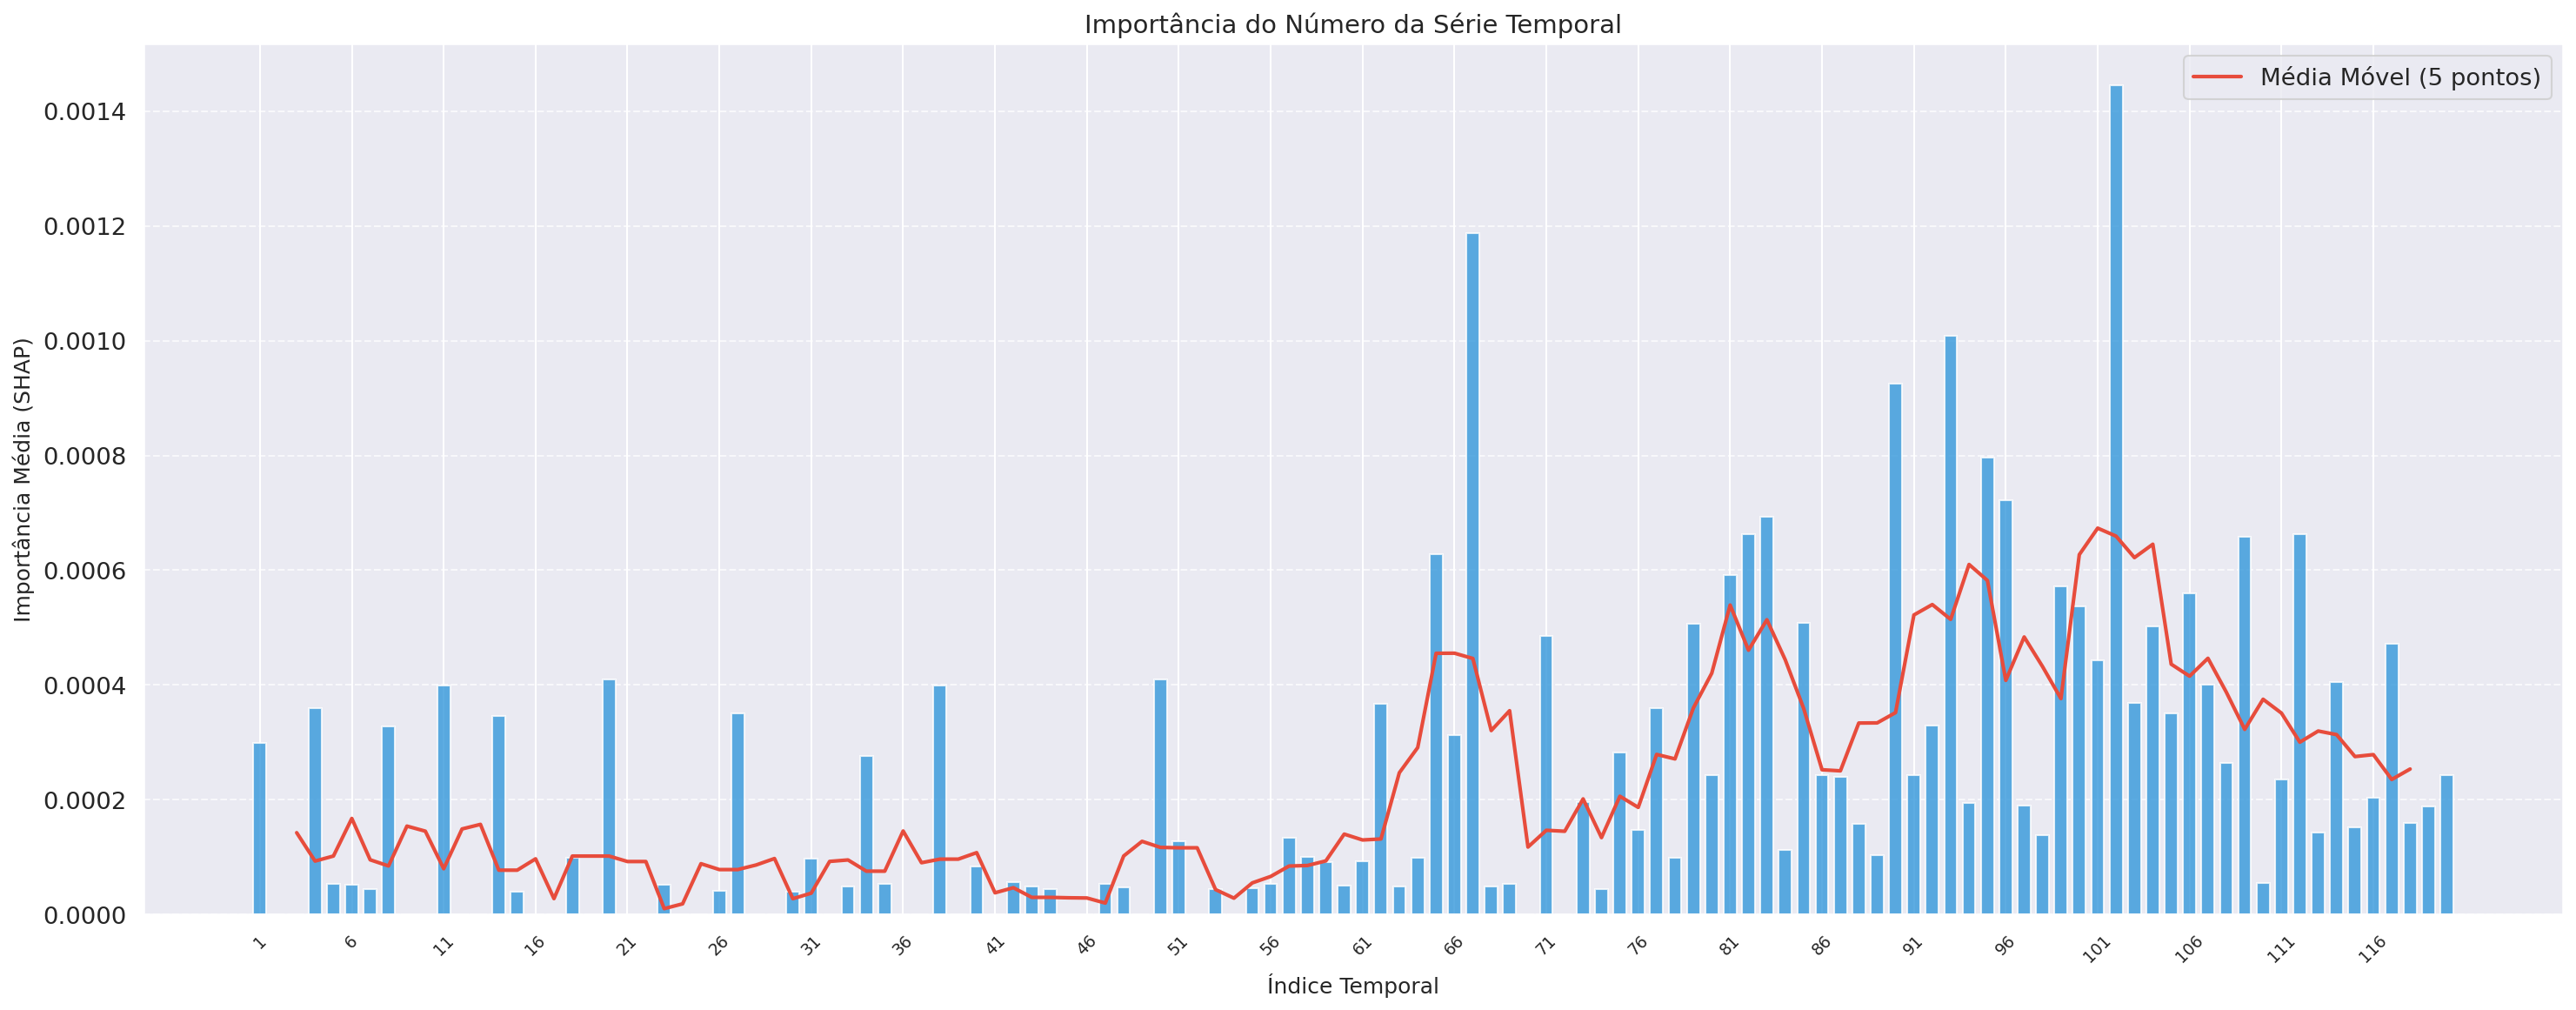 Importância do Número da Série Temporal
Média Móvel (5 pontos)
Importância Média (SHAP)
0.0014
0.0012
0.0010
0.0008
0.0006
0.0004
0.0002
0.0000
1 6 11 16 21 26 31 36 41 46 51 56 61 66 71 76 81 86 91 96 101 106 111 116
Índice Temporal